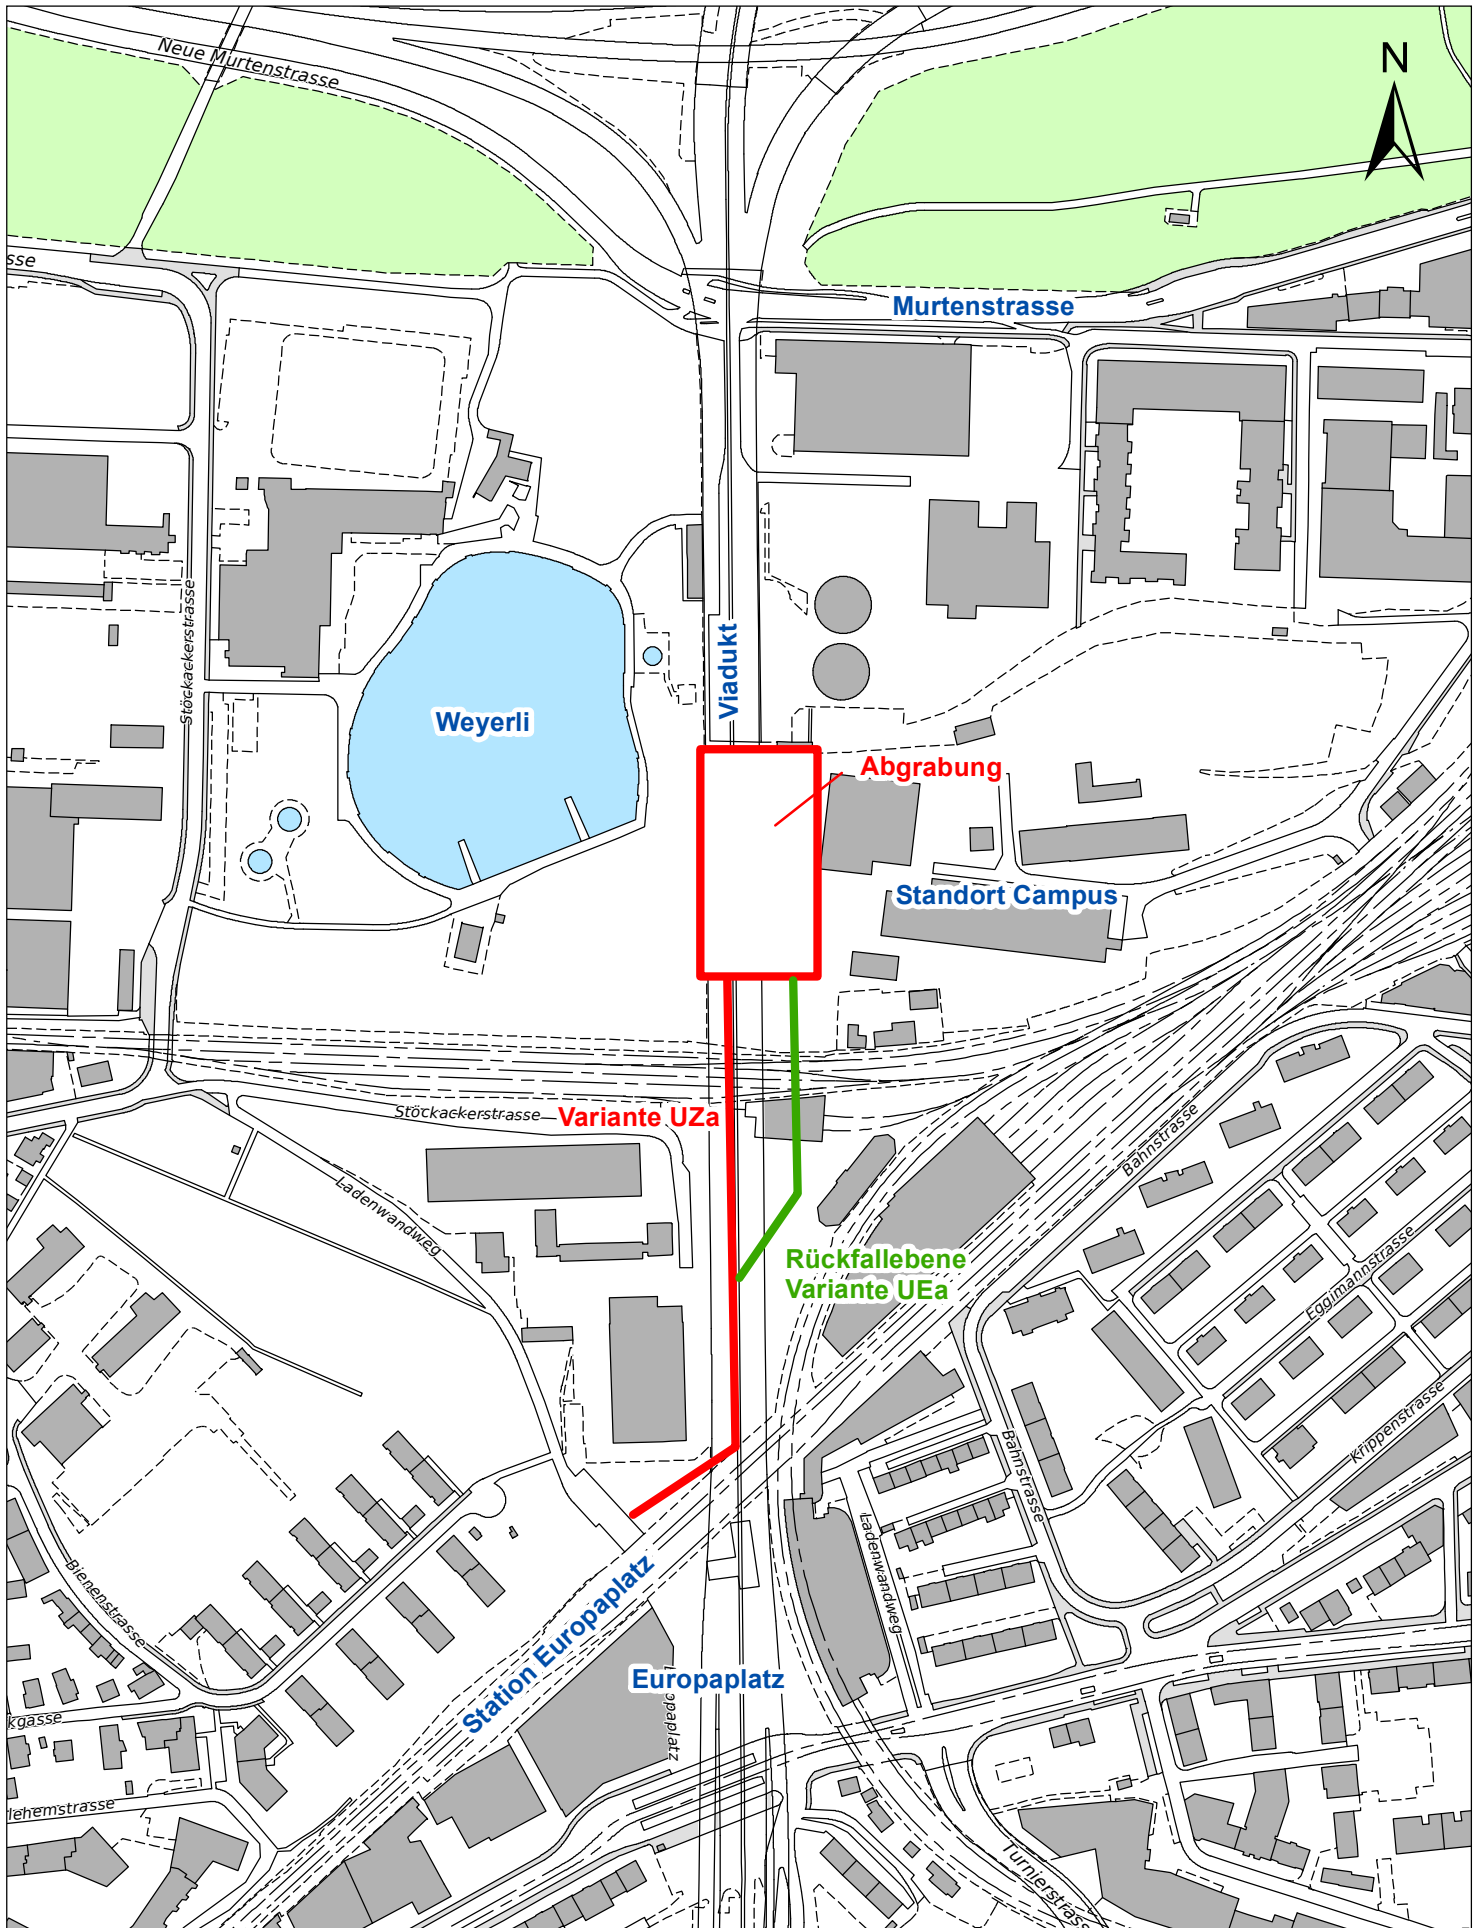 N
Neue Murtenstrasse
sse
Murtenstrasse
Stöckackerstrasse
Viadukt
Weyerli
Abgrabung
Standort Campus
Stöckackerstrasse
Variante UZa
Bahnstrasse
Ladenwandweg
Rückfallebene
Variante UEa
Eggimannstrasse
Krippenstrasse
Bahnstrasse
Ladenwandweg
Bienenstrasse
Station Europaplatz
Europaplatz
opaplatz
kgasse
lehemstrasse
Turnierstrasse